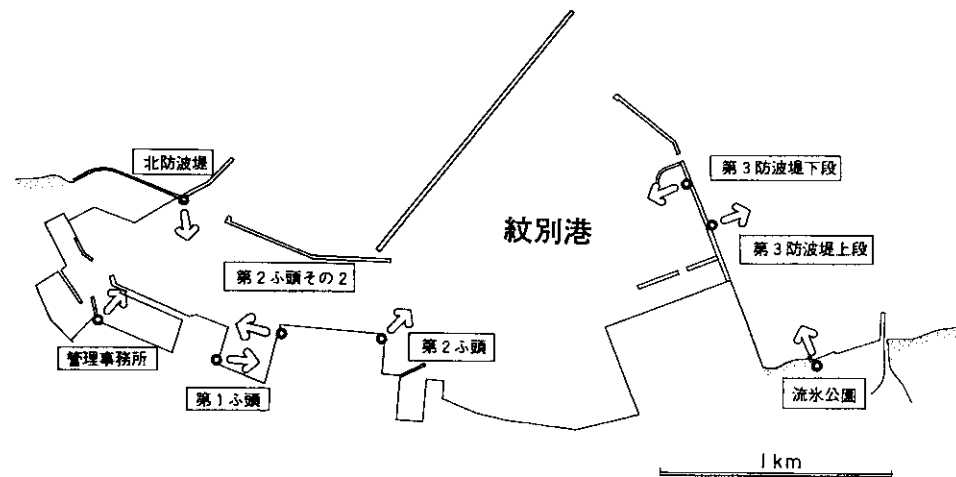 北防波堤
第3防波堤下段
紋別港
第3防波堤上段
第2ふ頭その2
第2ふ頭
管理事務所
第1ふ頭
流氷公園
1km